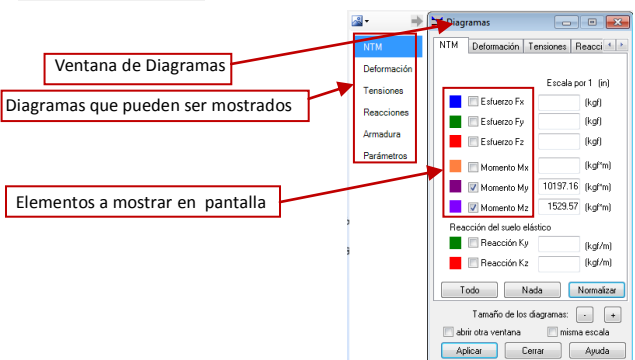 Ventana de Diagramas
Diagramas que pueden ser mostrados
Elementos a mostrar en pantalla
NTM
Deformación
Tensiones
Reacciones
Armadura
Parámetros
Diagramas
NTM Deformación Tensiones Reacci
Escala por 1 (in)
Esfuerzo Fx (kgf)
Esfuerzo Fy (kgf)
Esfuerzo Fz (kgf)
Momento Mx (kgf*m)
Momento My 10197.16 (kgf*m)
Momento Mz 1529.57 (kgf*m)
Reacción del suelo elástico
Reacción Ky (kgf/m)
Reacción Kz (kgf/m)
Todo Nada Normalizar
Tamaño de los diagramas: - +
abrir otra ventana misma escala
Aplicar Cerrar Ayuda